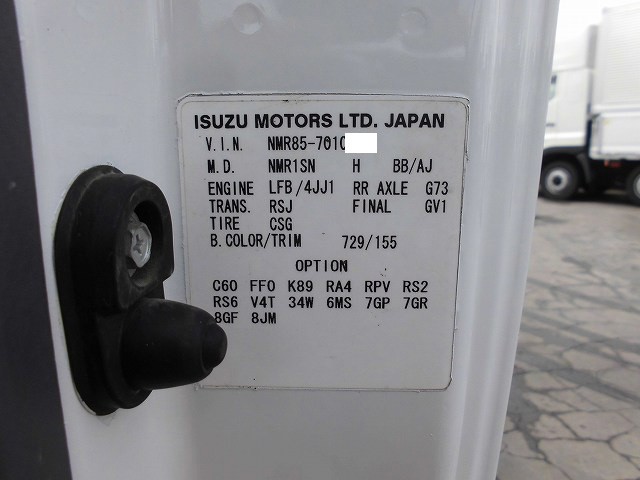 ISUZU MOTORS LTD. JAPAN
V.I.N. NMR85-7010
M.D. NMR1SN H BB/AJ
ENGINE LFB/4JJ1 RR AXLE G73
TRANS. RSJ FINAL GV1
TIRE CSG
B.COLOR/TRIM 729/155
OPTION
C60 FF0 K89 RA4 RPV RS2
RS6 V4T 34W 6MS 7GP 7GR
8GF 8JM